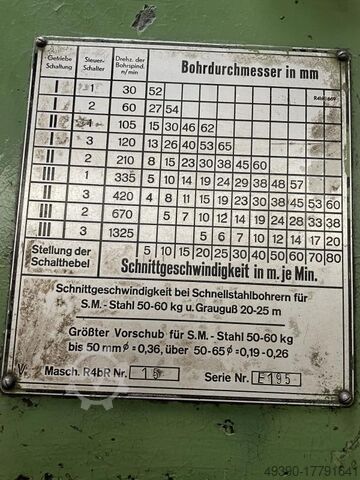 Getriebe Schaltung Steuer- Schalter Drehz. der Bohrspind. n/min Bohrdurchmesser in mm
I 1 30 52
I 2 60 27 54
II 1 105 15 30 46 62
I 3 120 13 26 40 53 65
II 2 210 8 15 23 30 38 45 60
III 1 335 5 10 14 19 24 29 38 48 57
II 3 420 4 8 11 15 19 23 30 38 45 53 60
III 2 670 5 7 10 12 14 19 24 29 33 38
III 3 1325 5 6 7 10 12 14 17 20
Stellung der Schalthebel 5 10 15 20 25 30 40 50 60 70 80
Schnittgeschwindigkeit in m. je Min.
Schnittgeschwindigkeit bei Schnellstahlbohrern für
S.M.- Stahl 50-60 kg u. Grauguß 20-25 m
Größter Vorschub für S.M.- Stahl 50-60 kg
bis 50 mm ⌀ = 0,36, über 50-65 ⌀ = 0,19-0,26
Masch. R4bR Nr. Serie Nr. E195
49390-17791641